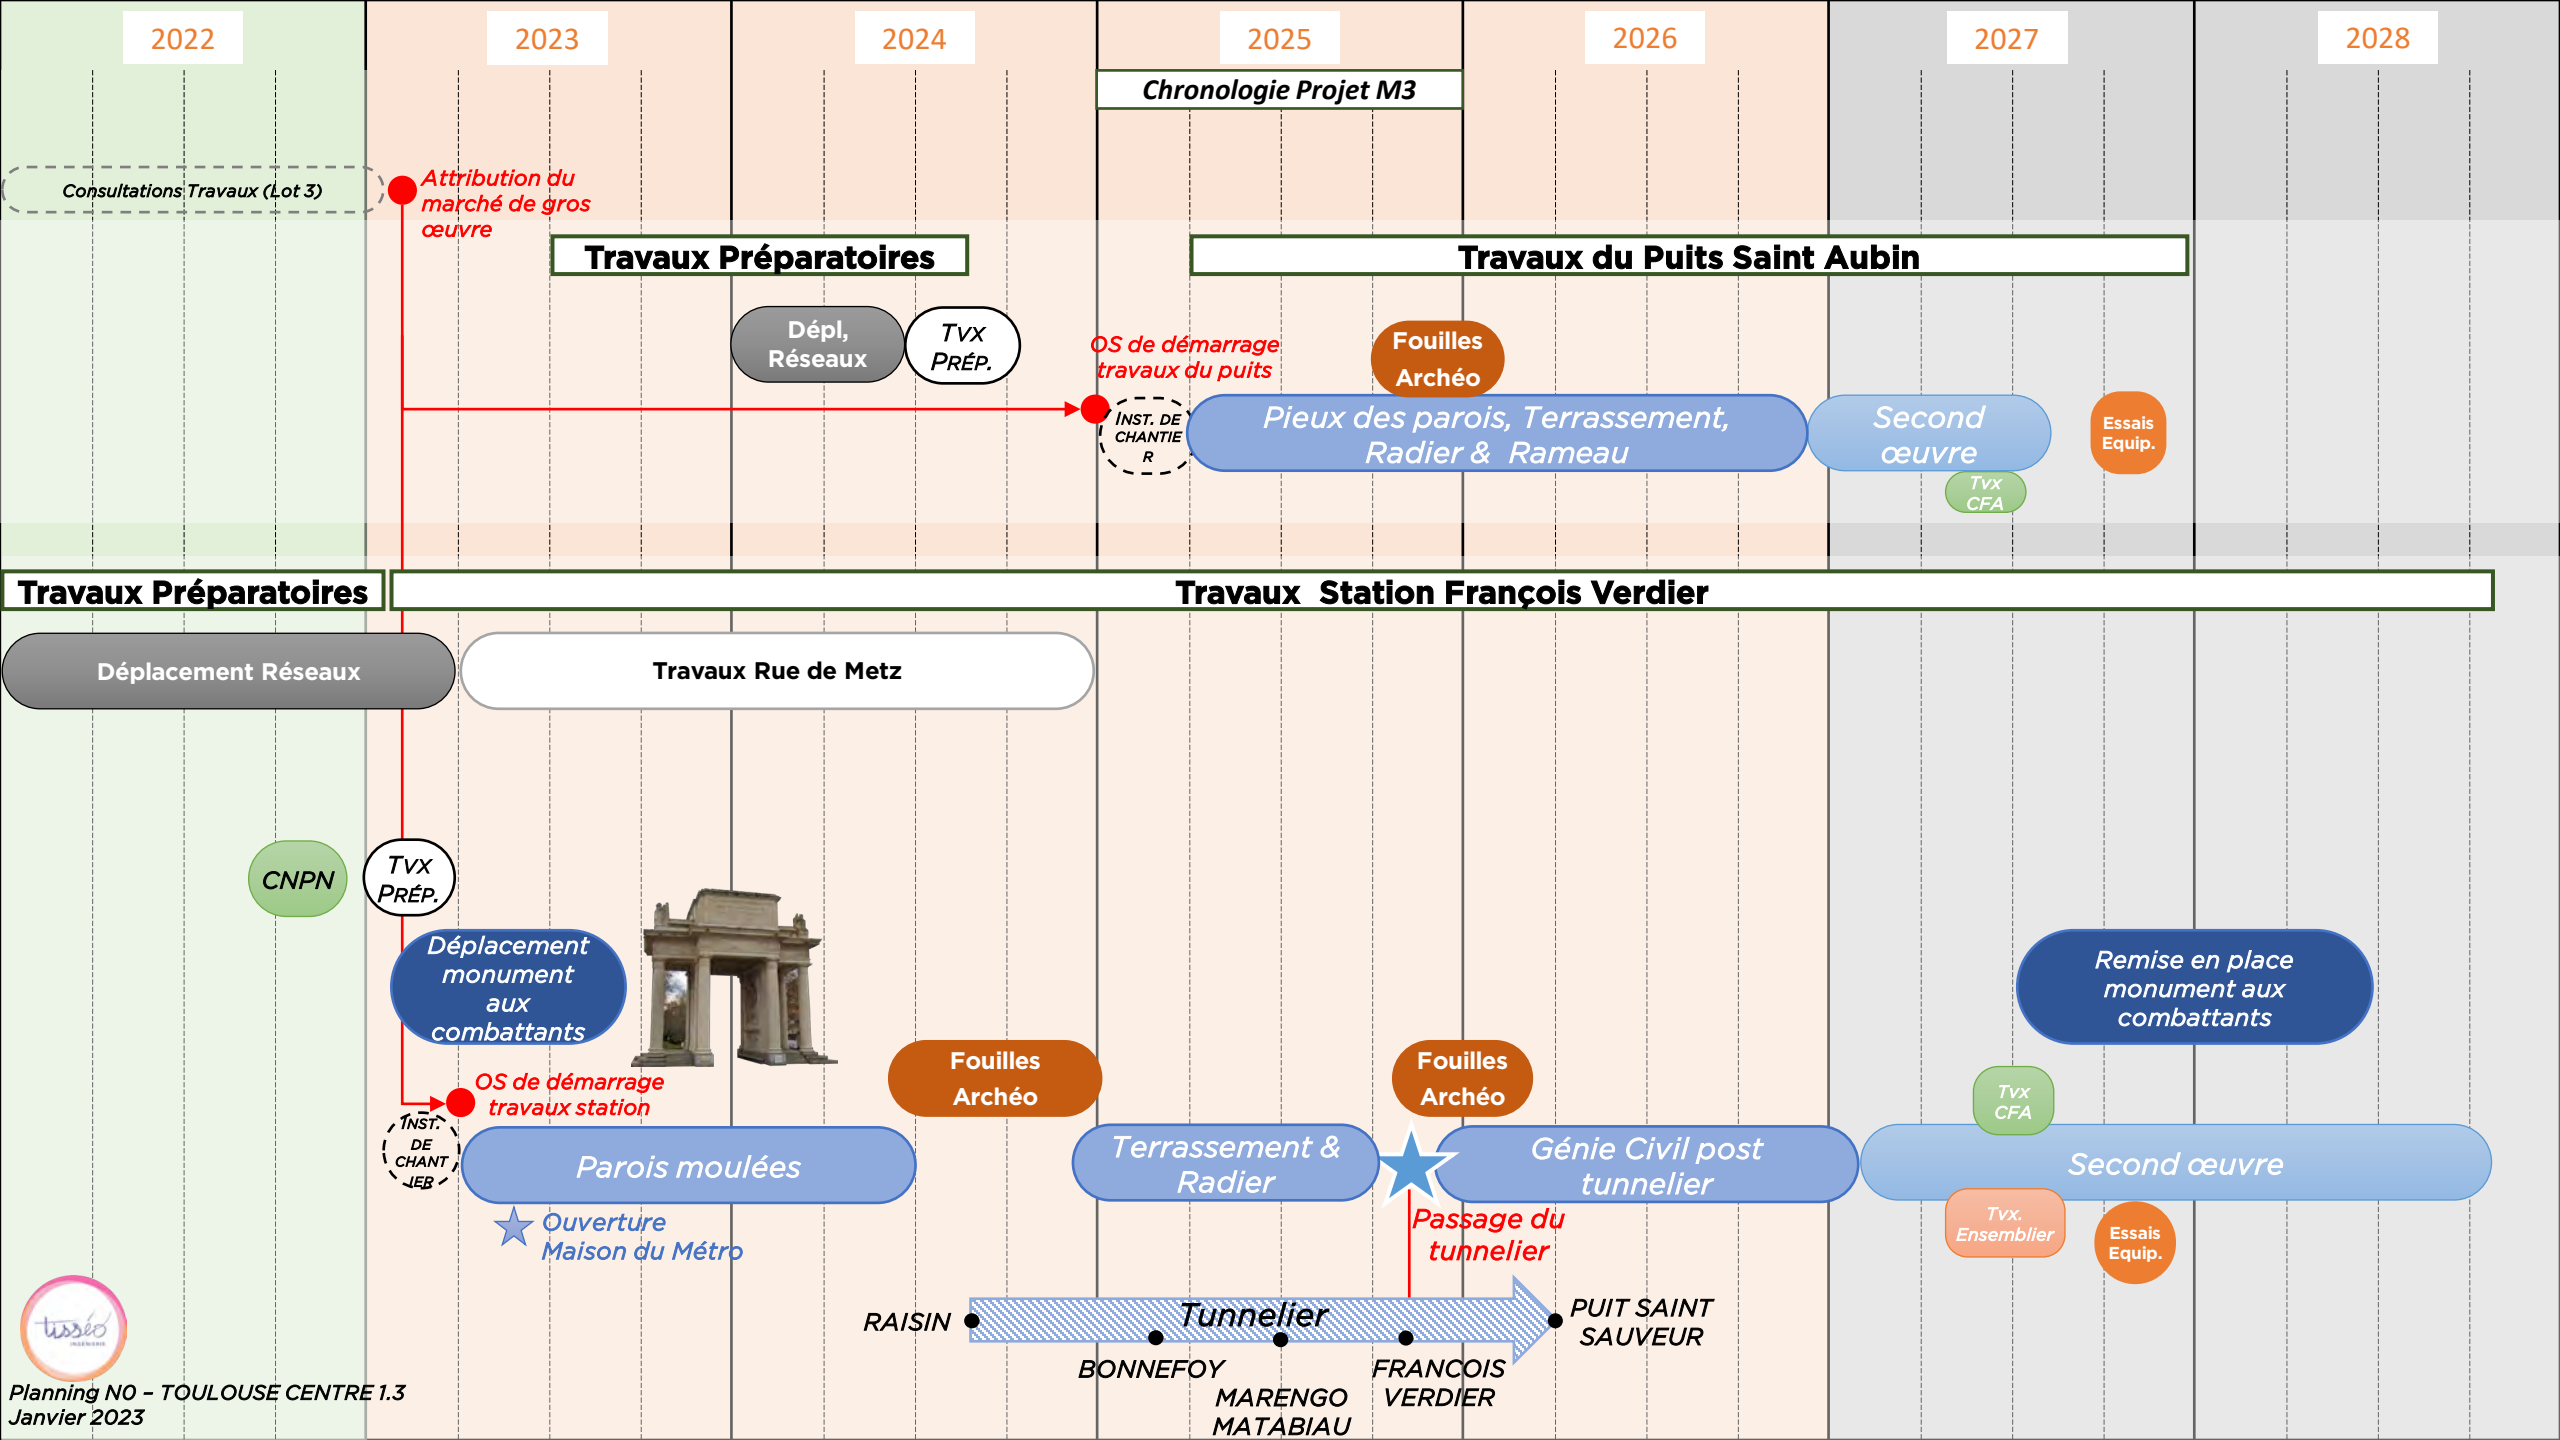 2022
2023
2024
2025
2026
2027
2028
Chronologie Projet M3
Consultations Travaux (Lot 3)
Attribution du
marché de gros
œuvre
Travaux Préparatoires
Travaux du Puits Saint Aubin
Dépl,
Réseaux
TVX
PRÉP.
OS de démarrage
travaux du puits
Fouilles
Archéo
INST. DE
CHANTIE
R
Pieux des parois, Terrassement,
Radier & Rameau
Second
œuvre
Essais
Equip.
Tvx
CFA
Travaux Préparatoires
Travaux Station François Verdier
Déplacement Réseaux
Travaux Rue de Metz
CNPN
TVX
PRÉP.
Déplacement
monument
aux
combattants
Remise en place
monument aux
combattants
Fouilles
Archéo
Fouilles
Archéo
OS de démarrage
travaux station
INST.
DE
CHANT
IER
Parois moulées
Terrassement &
Radier
Génie Civil post
tunnelier
Tvx
CFA
Second œuvre
Tvx.
Ensemblier
Essais
Equip.
Ouverture
Maison du Métro
Passage du
tunnelier
RAISIN
Tunnelier
PUIT SAINT
SAUVEUR
BONNEFOY
MARENGO
MATABIAU
FRANCOIS
VERDIER
tisséo
INGÉNIERIE
Planning N0 – TOULOUSE CENTRE 1.3
Janvier 2023